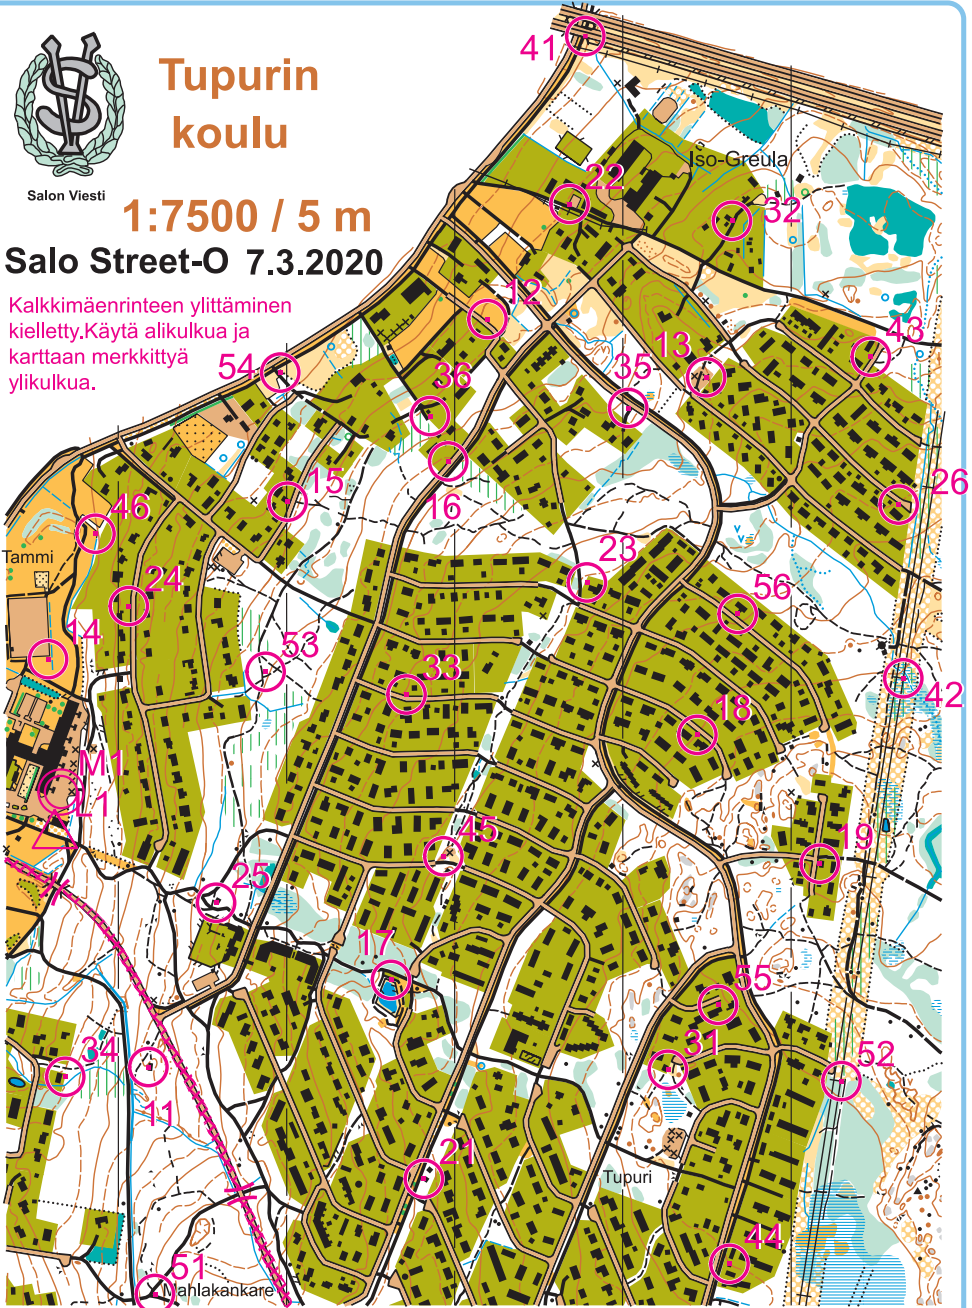 Tupurin
koulu
Salon Viesti
1:7500 / 5 m
Salo Street-O 7.3.2020
Kalkkimäenrinteen ylittäminen
kielletty.Käytä alikulkua ja
karttaan merkkittyä
ylikulkua.
41
Iso-Greula
22
32
12
13
43
54
36
35
15
16
26
46
Tammi
23
24
56
14
53
33
42
18
M1
L1
45
19
25
17
55
34
31
52
11
21
Tupuri
44
51
Mahlakankare